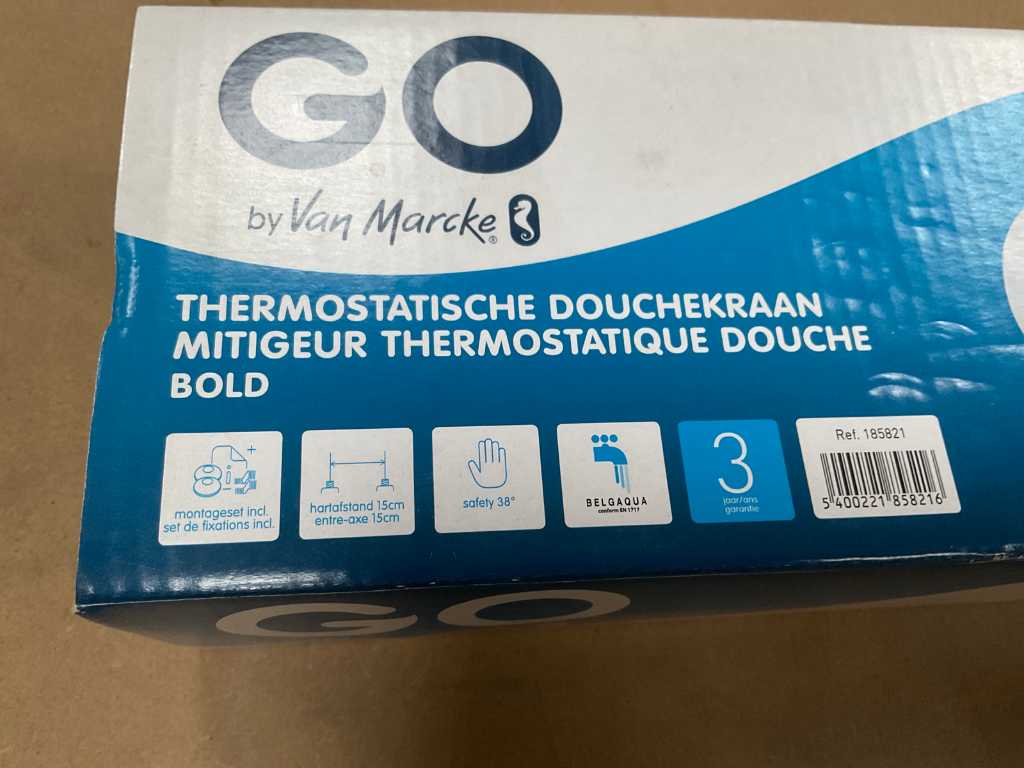 GO
by Van Marcke®
THERMOSTATISCHE DOUCHEKRAAN
MITIGEUR THERMOSTATIQUE DOUCHE
BOLD
montageset incl.
set de fixations incl.
hartafstand 15cm
entre-axe 15cm
safety 38°
BELGAQUA
conform EN 1717
3
jaar/ans
garantie
Ref. 185821
5 400221 858216
GO